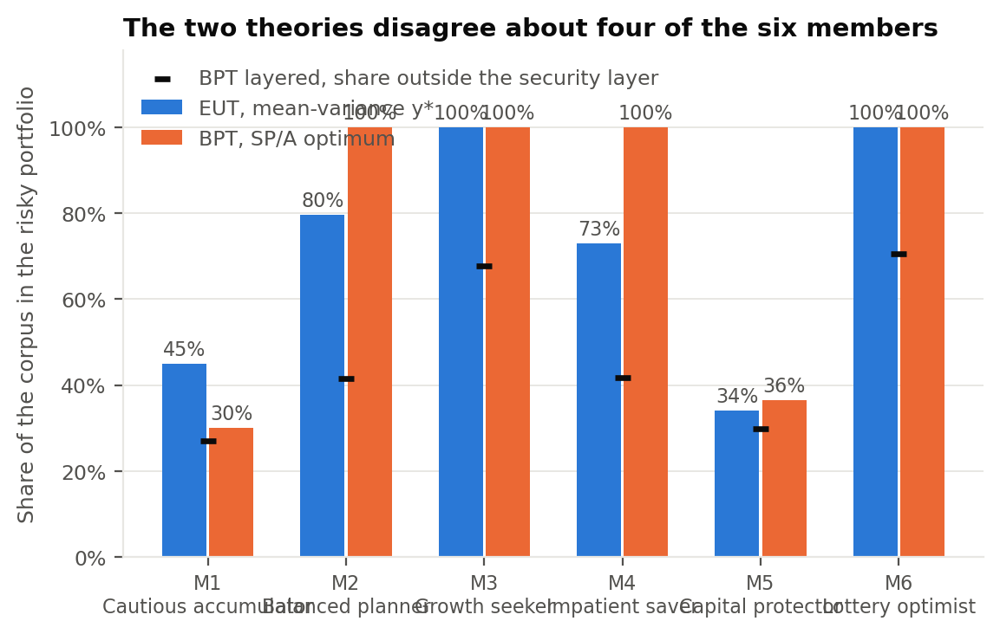 The two theories disagree about four of the six members
BPT layered, share outside the security layer
EUT, mean-variance y*
BPT, SP/A optimum
Share of the corpus in the risky portfolio
100%
80%
60%
40%
20%
0%
45%
30%
80%
100%
100%
100%
73%
100%
34%
36%
100%
100%
M1
Cautious accumulator
M2
Balanced planner
M3
Growth seeker
M4
Impatient saver
M5
Capital protector
M6
Lottery optimist